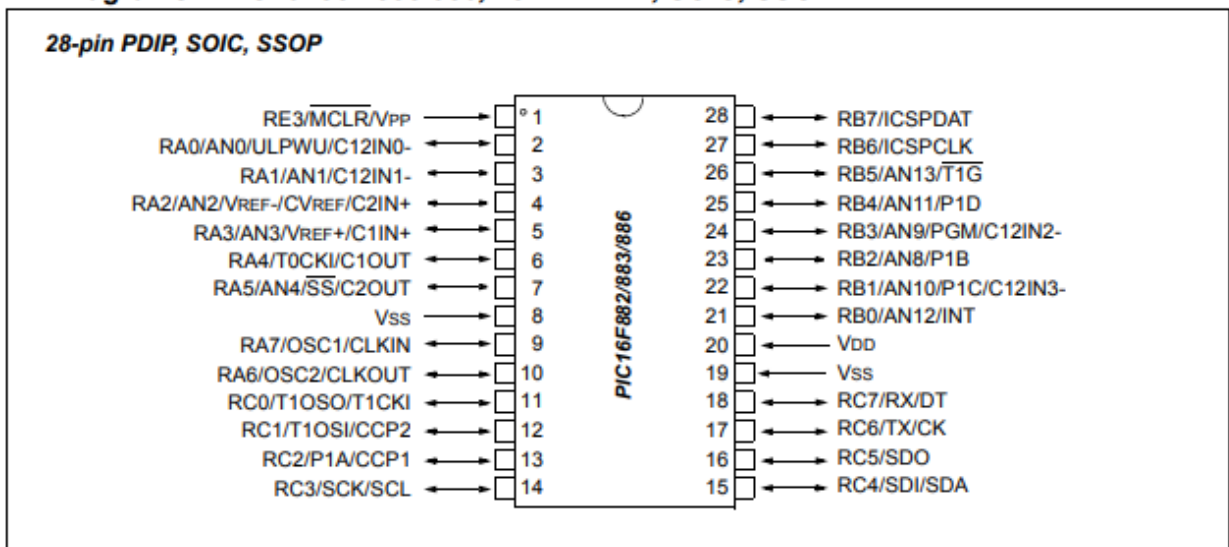 28-pin PDIP, SOIC, SSOP
RE3/MCLR/VPP 1 28 RB7/ICSPDAT
RA0/AN0/ULPWU/C12IN0- 2 27 RB6/ICSPCLK
RA1/AN1/C12IN1- 3 26 RB5/AN13/T1G
RA2/AN2/VREF-/CVREF/C2IN+ 4 25 RB4/AN11/P1D
RA3/AN3/VREF+/C1IN+ 5 24 RB3/AN9/PGM/C12IN2-
RA4/T0CKI/C1OUT 6 23 RB2/AN8/P1B
RA5/AN4/SS/C2OUT 7 22 RB1/AN10/P1C/C12IN3-
VSS 8 21 RB0/AN12/INT
RA7/OSC1/CLKIN 9 20 VDD
RA6/OSC2/CLKOUT 10 19 VSS
RC0/T1OSO/T1CKI 11 18 RC7/RX/DT
RC1/T1OSI/CCP2 12 17 RC6/TX/CK
RC2/P1A/CCP1 13 16 RC5/SDO
RC3/SCK/SCL 14 15 RC4/SDI/SDA
PIC16F882/883/886